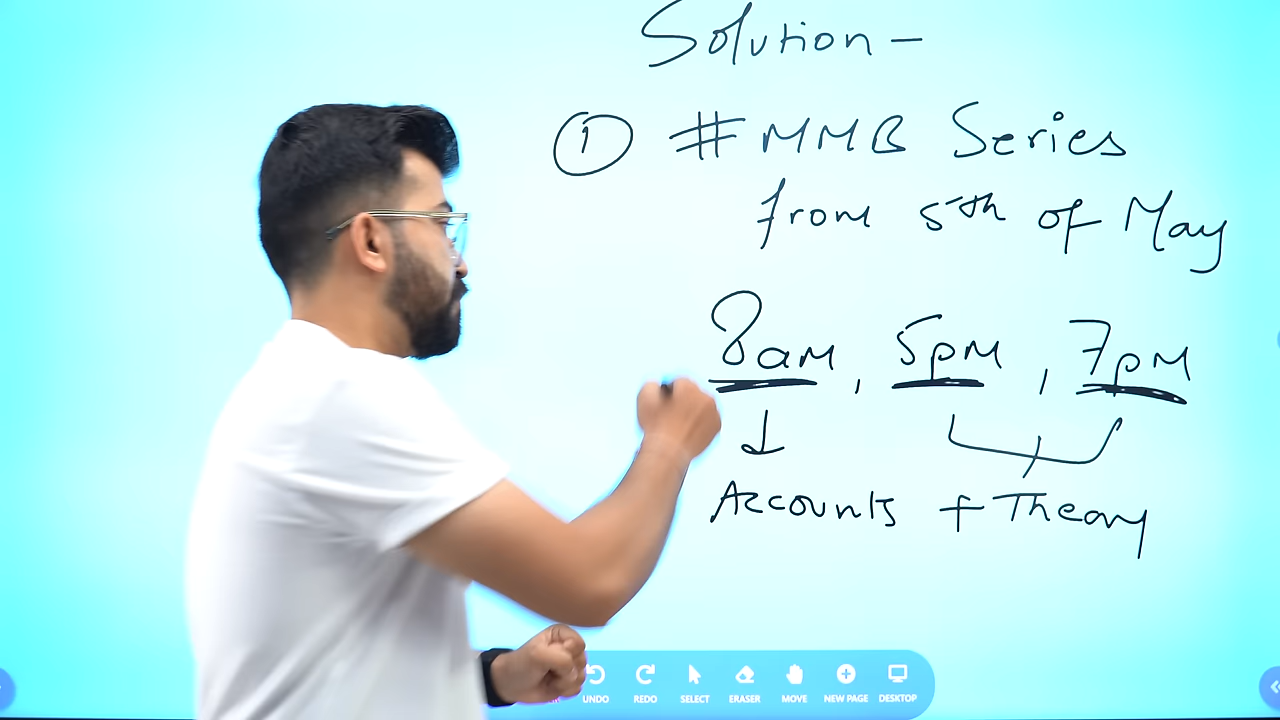 Solution -
① # MMB Series
from 5th of May
8am, 5pm, 7pm
Accounts + Theory
UNDO REDO SELECT ERASER MOVE NEW PAGE DESKTOP